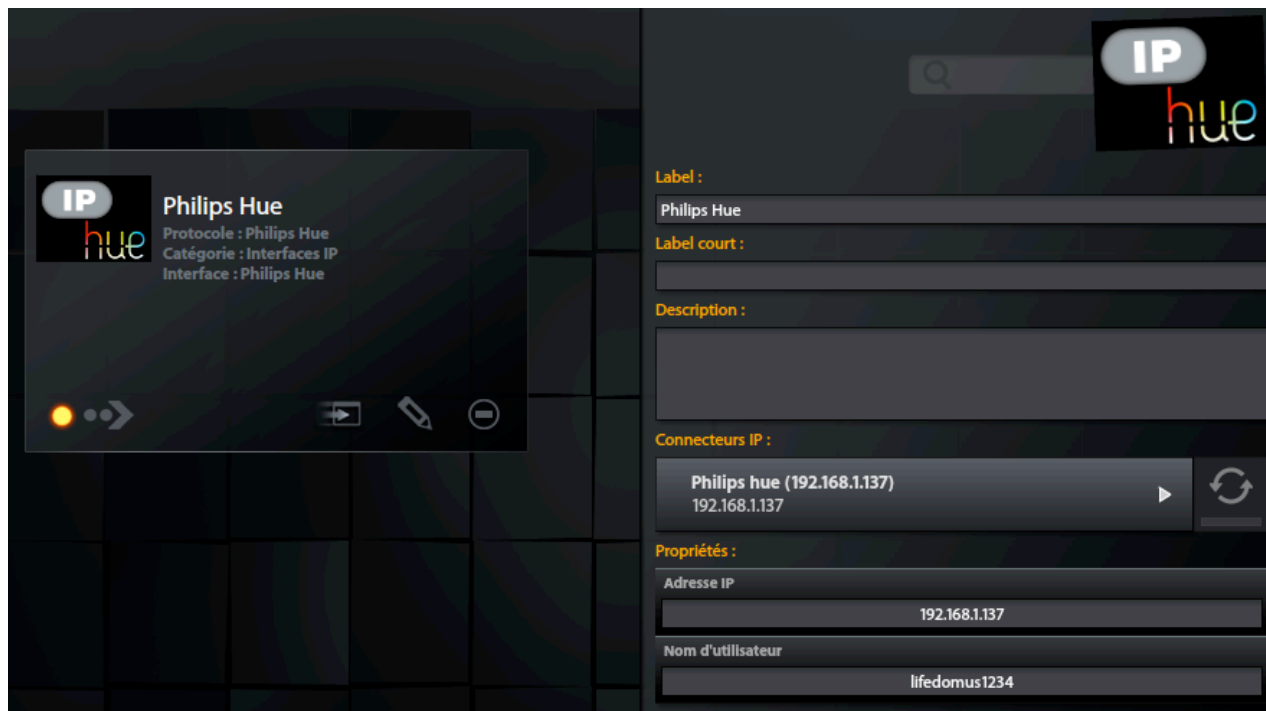 IP
hue
Philips Hue
Protocole : Philips Hue
Catégorie : Interfaces IP
Interface : Philips Hue
IP
hue
Label :
Philips Hue
Label court :
Description :
Connecteurs IP :
Philips hue (192.168.1.137)
192.168.1.137
Propriétés :
Adresse IP
192.168.1.137
Nom d'utilisateur
lifedomus1234